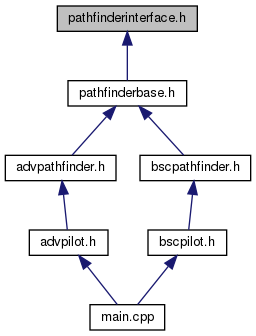 pathfinderinterface.h
pathfinderbase.h
advpathfinder.h
bscpathfinder.h
advpilot.h
bscpilot.h
main.cpp